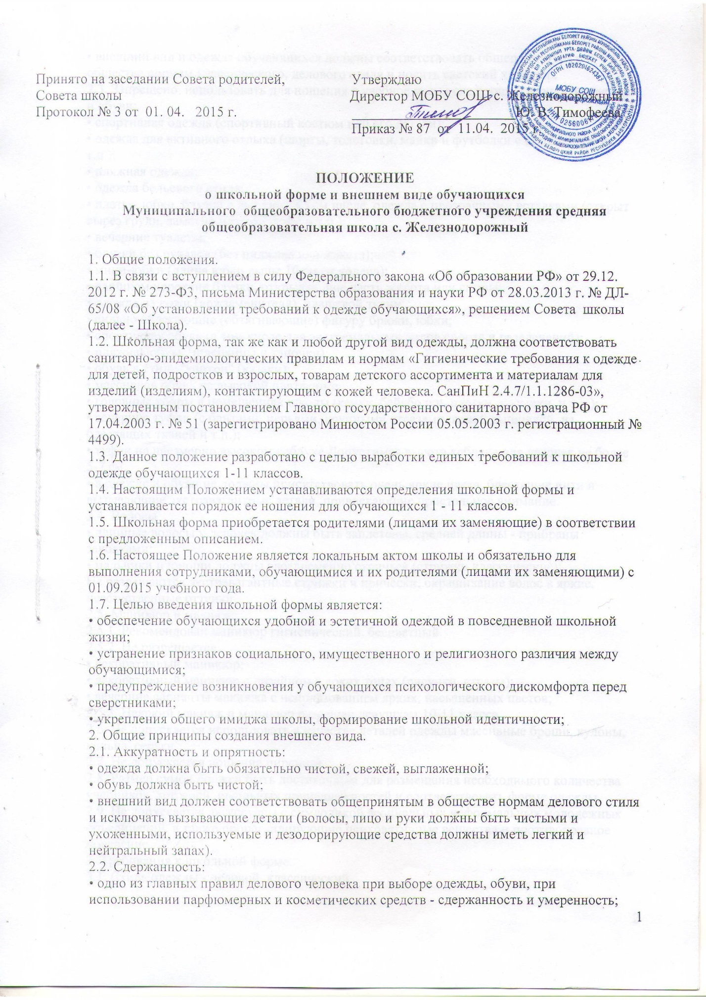 Принято на заседании Совета родителей,
Совета школы
Протокол № 3 от 01. 04. 2015 г.
Утверждаю
Директор МОБУ СОШ с. Железнодорожный
Ю. В. Тимофеева
Приказ № 87 от 11.04. 2015 г
МОБУ СОШ
с. Железнодорожный
ПОЛОЖЕНИЕ
о школьной форме и внешнем виде обучающихся
Муниципального общеобразовательного бюджетного учреждения средняя
общеобразовательная школа с. Железнодорожный
1. Общие положения.
1.1. В связи с вступлением в силу Федерального закона «Об образовании РФ» от 29.12.
2012 г. № 273-ФЗ, письма Министерства образования и науки РФ от 28.03.2013 г. № ДЛ-
65/08 «Об установлении требований к одежде обучающихся», решением Совета школы
(далее - Школа).
1.2. Школьная форма, так же как и любой другой вид одежды, должна соответствовать
санитарно-эпидемиологических правилам и нормам «Гигиенические требования к одежде
для детей, подростков и взрослых, товарам детского ассортимента и материалам для
изделий (изделиям), контактирующим с кожей человека. СанПиН 2.4.7/1.1.1286-03»,
утвержденным постановлением Главного государственного санитарного врача РФ от
17.04.2003 г. № 51 (зарегистрировано Минюстом России 05.05.2003 г. регистрационный №
4499).
1.3. Данное положение разработано с целью выработки единых требований к школьной
одежде обучающихся 1-11 классов.
1.4. Настоящим Положением устанавливаются определения школьной формы и
устанавливается порядок ее ношения для обучающихся 1 - 11 классов.
1.5. Школьная форма приобретается родителями (лицами их заменяющие) в соответствии
с предложенным описанием.
1.6. Настоящее Положение является локальным актом школы и обязательно для
выполнения сотрудниками, обучающимися и их родителями (лицами их заменяющими) с
01.09.2015 учебного года.
1.7. Целью введения школьной формы является:
• обеспечение обучающихся удобной и эстетичной одеждой в повседневной школьной
жизни;
• устранение признаков социального, имущественного и религиозного различия между
обучающимися;
• предупреждение возникновения у обучающихся психологического дискомфорта перед
сверстниками;
• укрепления общего имиджа школы, формирование школьной идентичности;
2. Общие принципы создания внешнего вида.
2.1. Аккуратность и опрятность:
• одежда должна быть обязательно чистой, свежей, выглаженной;
• обувь должна быть чистой;
• внешний вид должен соответствовать общепринятым в обществе нормам делового стиля
и исключать вызывающие детали (волосы, лицо и руки должны быть чистыми и
ухоженными, используемые и дезодорирующие средства должны иметь легкий и
нейтральный запах).
2.2. Сдержанность:
• одно из главных правил делового человека при выборе одежды, обуви, при
использовании парфюмерных и косметических средств - сдержанность и умеренность;
1